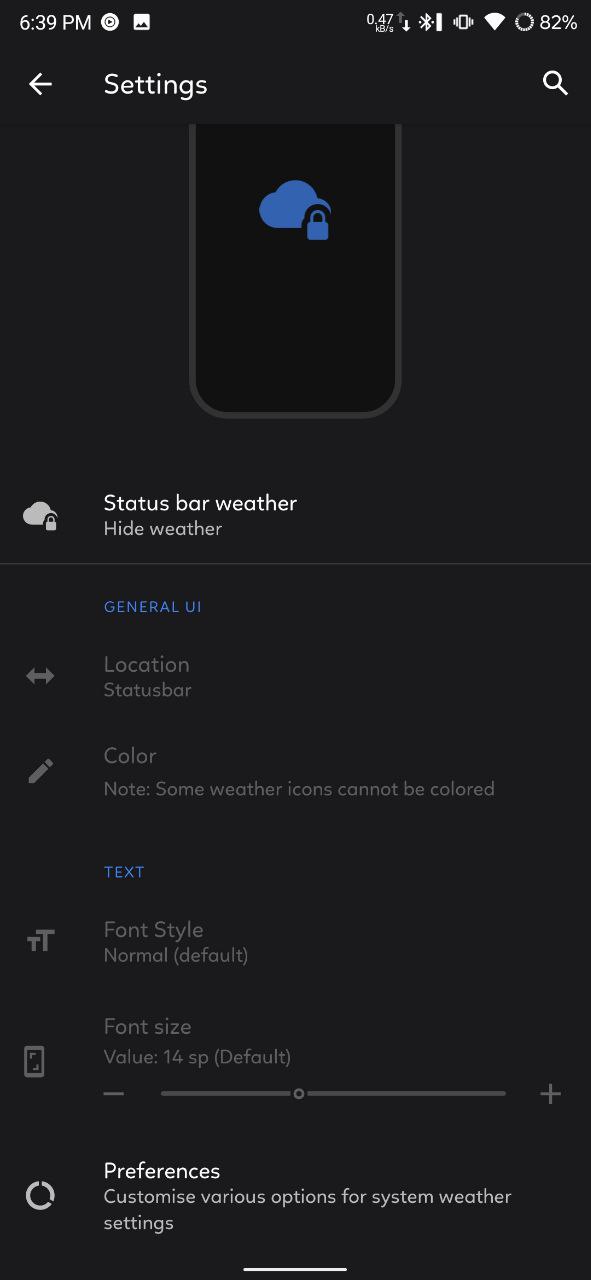 6:39 PM
0.47
kB/s
82%
Settings
Status bar weather
Hide weather
GENERAL UI
Location
Statusbar
Color
Note: Some weather icons cannot be colored
TEXT
Font Style
Normal (default)
Font size
Value: 14 sp (Default)
Preferences
Customise various options for system weather
settings